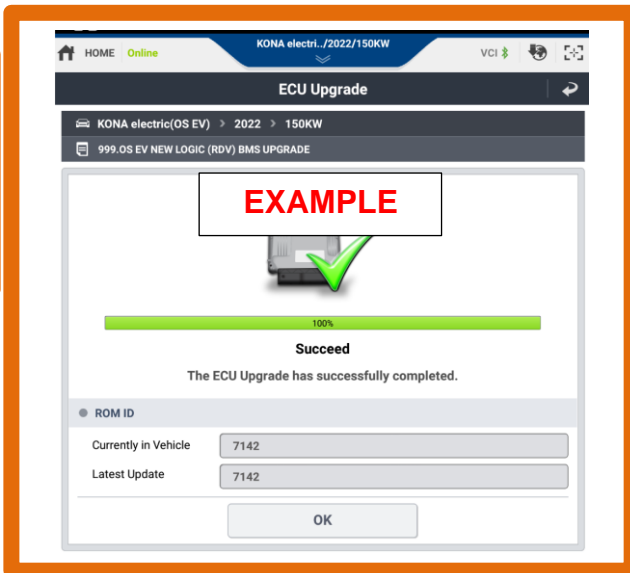 KONA electri../2022/150KW
HOME Online VCI
ECU Upgrade
KONA electric(OS EV) > 2022 > 150KW
999.OS EV NEW LOGIC (RDV) BMS UPGRADE
EXAMPLE
100%
Succeed
The ECU Upgrade has successfully completed.
ROM ID
Currently in Vehicle 7142
Latest Update 7142
OK